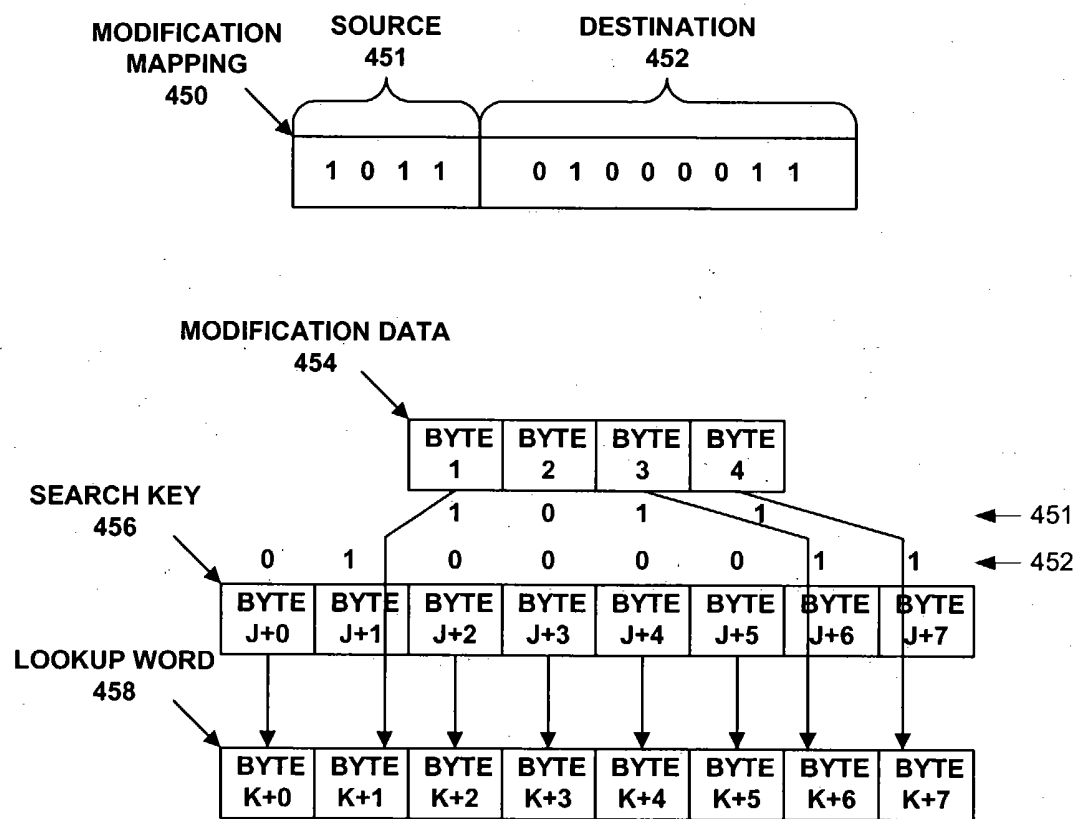 MODIFICATION MAPPING 450
SOURCE 451
DESTINATION 452
1 0 1 1 0 1 0 0 0 0 1 1
MODIFICATION DATA
454
BYTE 1 BYTE 2 BYTE 3 BYTE 4
1 0 1 1 451
SEARCH KEY
456
0 1 0 0 0 0 1 1 452
BYTE J+0 BYTE J+1 BYTE J+2 BYTE J+3 BYTE J+4 BYTE J+5 BYTE J+6 BYTE J+7
LOOKUP WORD
458
BYTE K+0 BYTE K+1 BYTE K+2 BYTE K+3 BYTE K+4 BYTE K+5 BYTE K+6 BYTE K+7